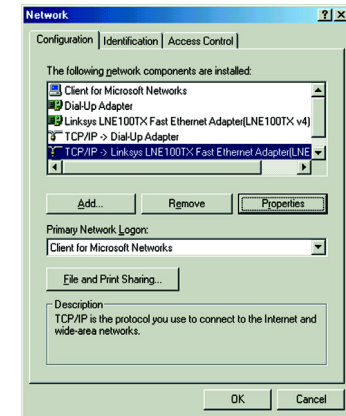 Network
Configuration Identification Access Control
The following network components are installed:
Client for Microsoft Networks
Dial-Up Adapter
Linksys LNE100TX Fast Ethernet Adapter(LNE100TX v4)
TCP/IP -> Dial-Up Adapter
TCP/IP -> Linksys LNE100TX Fast Ethernet Adapter(LNE
Add... Remove Properties
Primary Network Logon:
Client for Microsoft Networks
File and Print Sharing...
Description
TCP/IP is the protocol you use to connect to the Internet and
wide-area networks.
OK Cancel